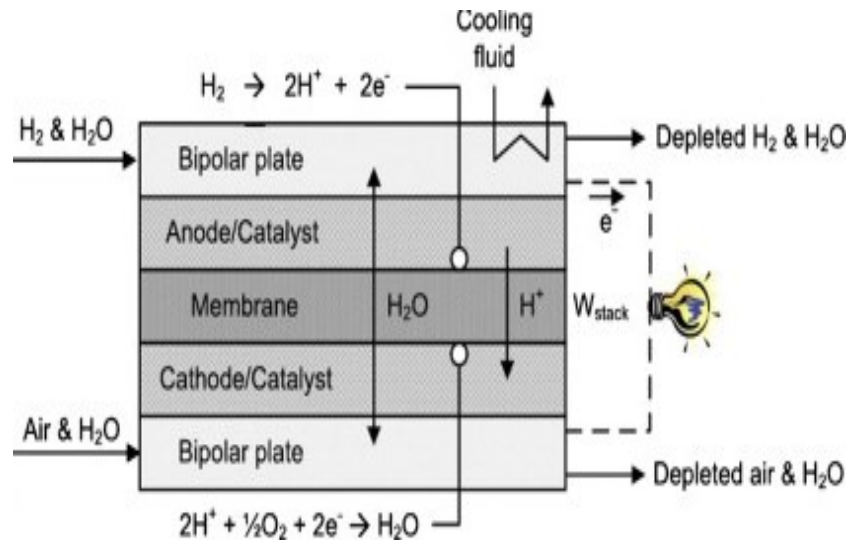 Cooling
fluid
H₂ → 2H⁺ + 2e⁻
H₂ & H₂O
Depleted H₂ & H₂O
Bipolar plate
e⁻
Anode/Catalyst
Membrane
H₂O
H⁺
Wstack
Cathode/Catalyst
Air & H₂O
Bipolar plate
Depleted air & H₂O
2H⁺ + ½O₂ + 2e⁻ → H₂O